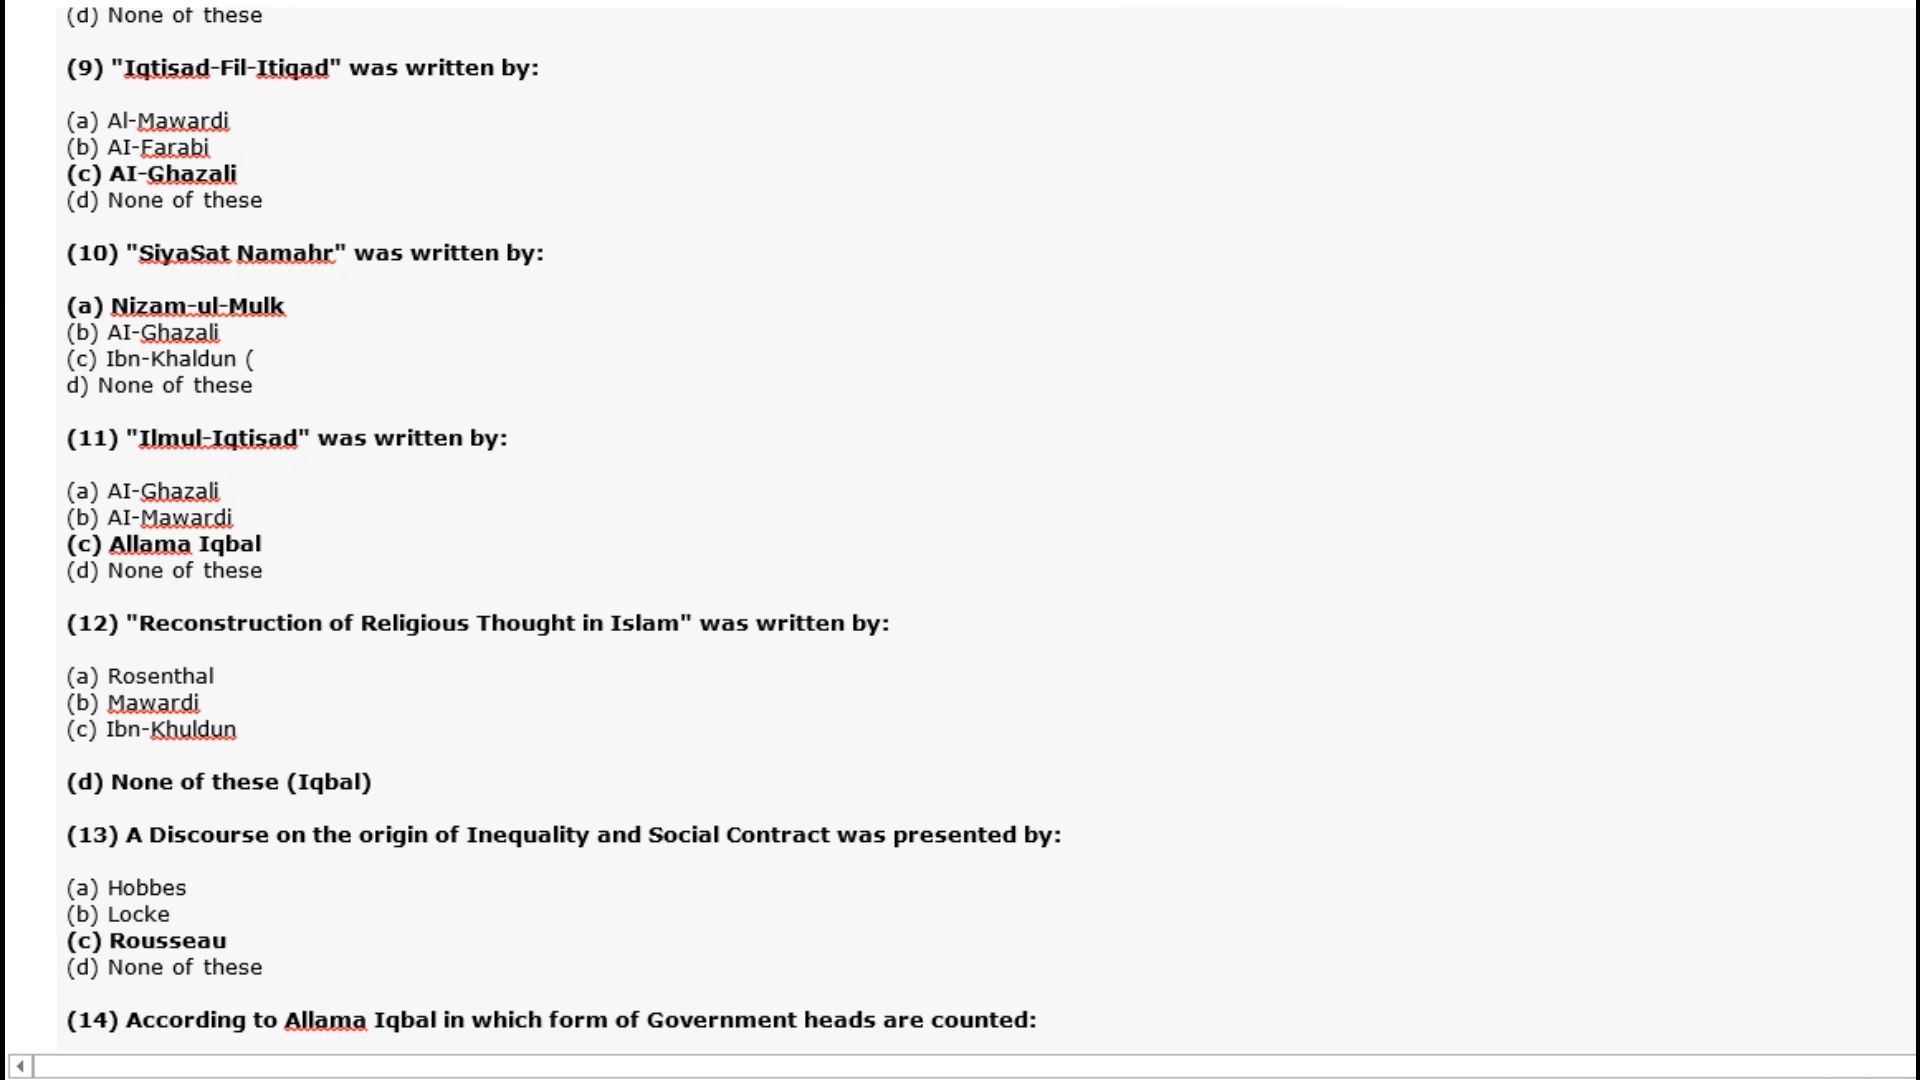 (d) None of these
(9) "Iqtisad-Fil-Itiqad" was written by:
(a) Al-Mawardi
(b) AI-Farabi
(c) AI-Ghazali
(d) None of these
(10) "SiyaSat Namahr" was written by:
(a) Nizam-ul-Mulk
(b) AI-Ghazali
(c) Ibn-Khaldun (
d) None of these
(11) "Ilmul-Iqtisad" was written by:
(a) AI-Ghazali
(b) AI-Mawardi
(c) Allama Iqbal
(d) None of these
(12) "Reconstruction of Religious Thought in Islam" was written by:
(a) Rosenthal
(b) Mawardi
(c) Ibn-Khuldun
(d) None of these (Iqbal)
(13) A Discourse on the origin of Inequality and Social Contract was presented by:
(a) Hobbes
(b) Locke
(c) Rousseau
(d) None of these
(14) According to Allama Iqbal in which form of Government heads are counted: